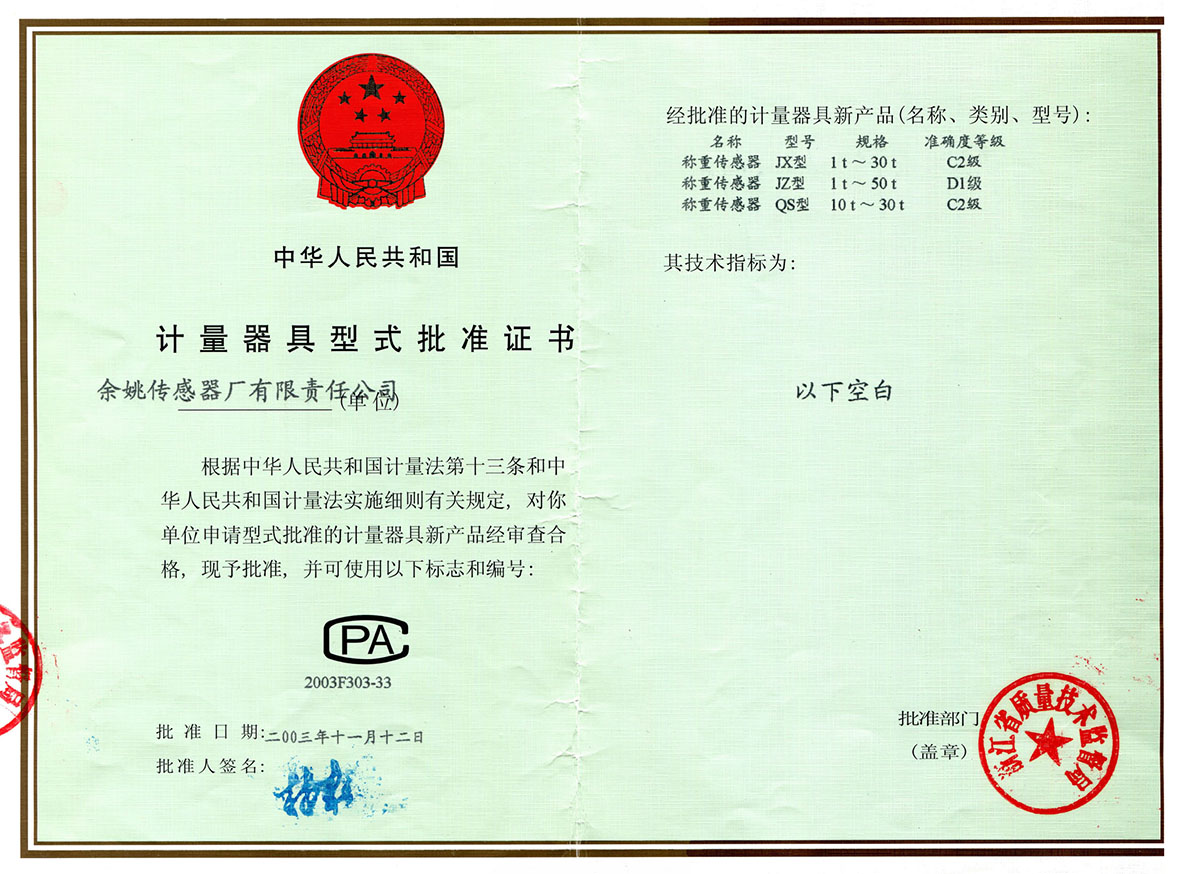 中华人民共和国
计量器具型式批准证书
余姚传感器厂有限责任公司
(单位)
根据中华人民共和国计量法第十三条和中
华人民共和国计量法实施细则有关规定，对你
单位申请型式批准的计量器具新产品经审查合
格，现予批准，并可使用以下标志和编号：
CPA
2003F303-33
批准日期:二00三年十一月十二日
批准人签名:
经批准的计量器具新产品(名称、类别、型号):
名称 型号 规格 准确度等级
称重传感器 JX型 1t～30t C2级
称重传感器 JZ型 1t～50t D1级
称重传感器 QS型 10t～30t C2级
其技术指标为:
以下空白
批准部门
(盖章)
浙江省质量技术监督局
监督局